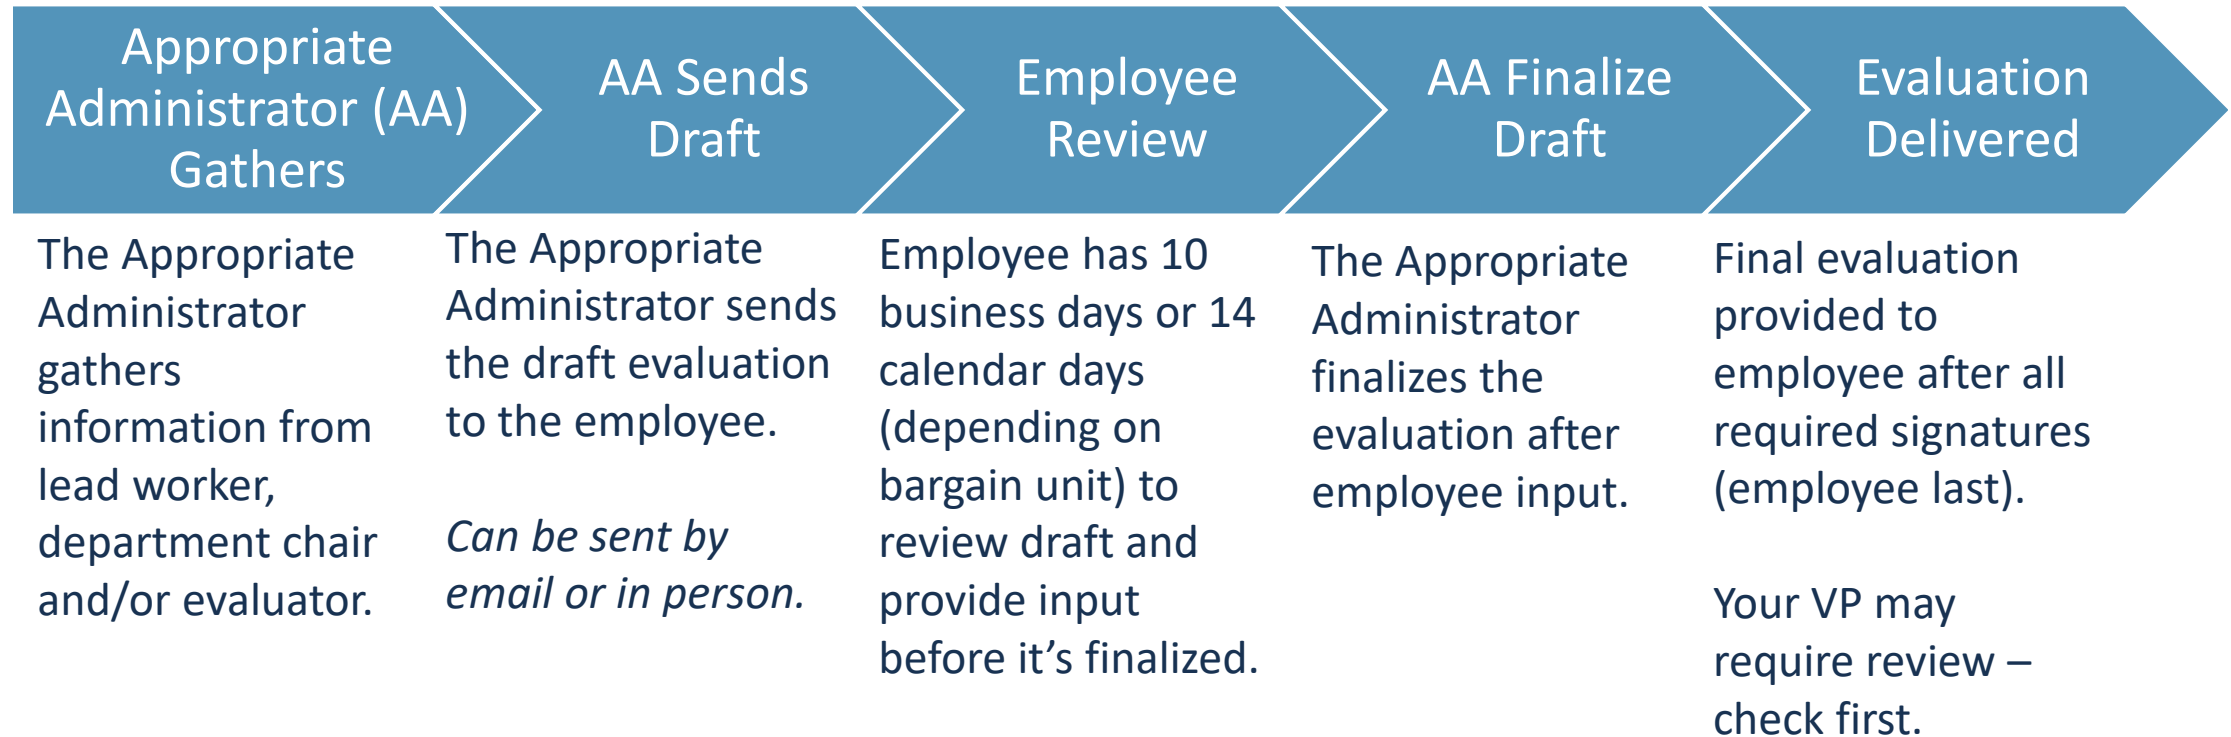 Appropriate
Administrator (AA)
Gathers
AA Sends
Draft
Employee
Review
AA Finalize
Draft
Evaluation
Delivered
The Appropriate
Administrator
gathers
information from
lead worker,
department chair
and/or evaluator.
The Appropriate
Administrator sends
the draft evaluation
to the employee.
Can be sent by
email or in person.
Employee has 10
business days or 14
calendar days
(depending on
bargain unit) to
review draft and
provide input
before it’s finalized.
The Appropriate
Administrator
finalizes the
evaluation after
employee input.
Final evaluation
provided to
employee after all
required signatures
(employee last).
Your VP may
require review –
check first.